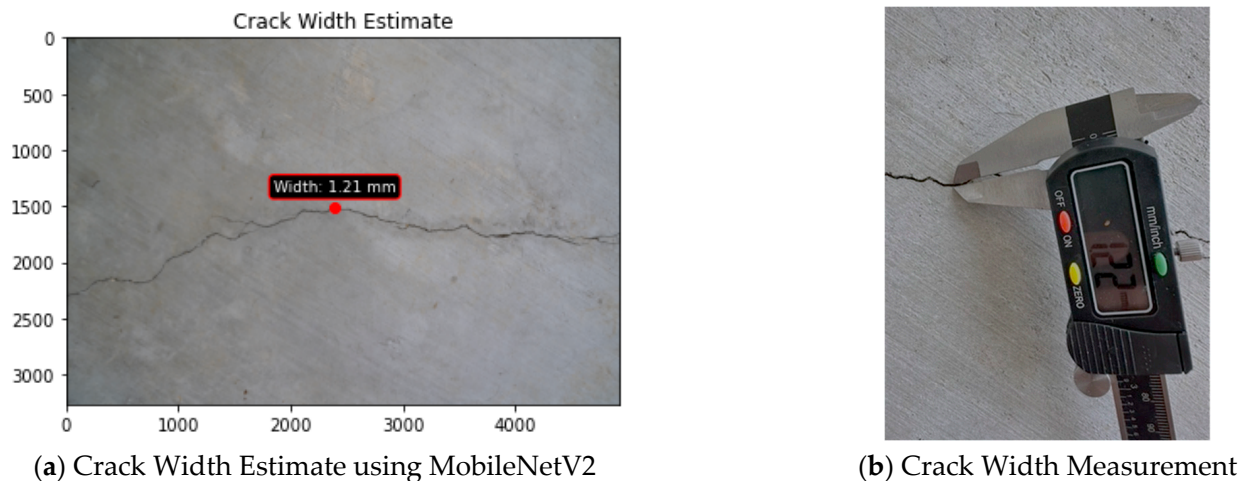 Crack Width Estimate
0
500
1000
1500
2000
2500
3000
Width: 1.21 mm
0 1000 2000 3000 4000
OFF
ON
ZERO
mm/inch
(a) Crack Width Estimate using MobileNetV2
(b) Crack Width Measurement